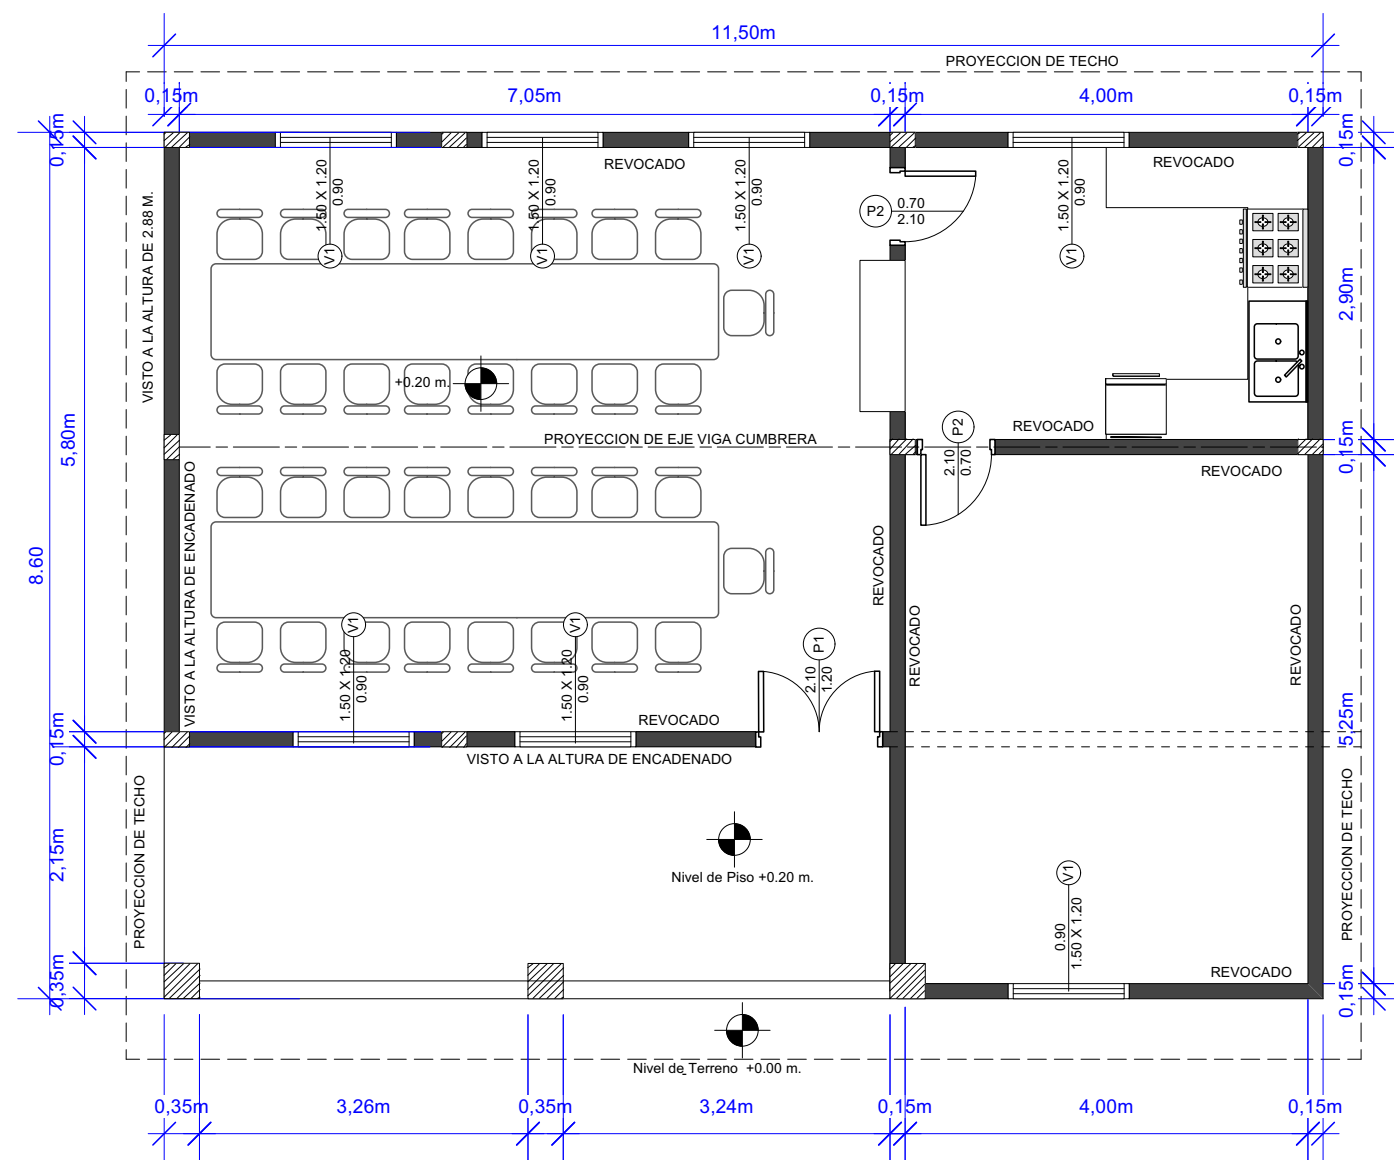 11,50m
PROYECCION DE TECHO
0,15m
7,05m
0,15m
4,00m
0,15m
0,15m
0,15m
REVOCADO
REVOCADO
VISTO A LA ALTURA DE 2.88 M.
1.50 X 1.20
0.90
V1
1.50 X 1.20
0.90
V1
1.50 X 1.20
0.90
V1
P2
0.70
2.10
1.50 X 1.20
0.90
V1
2,90m
+0.20 m.
5,80m
PROYECCION DE EJE VIGA CUMBRERA
P2
2.10
0.70
REVOCADO
0,15m
REVOCADO
8.60
VISTO A LA ALTURA DE ENCADENADO
REVOCADO
REVOCADO
REVOCADO
V1
1.50 X 1.20
0.90
V1
1.50 X 1.20
0.90
P1
2.10
1.20
REVOCADO
0,15m
VISTO A LA ALTURA DE ENCADENADO
5,25m
PROYECCION DE TECHO
2,15m
Nivel de Piso +0.20 m.
V1
0.90
1.50 X 1.20
PROYECCION DE TECHO
REVOCADO
0,35m
0,15m
Nivel de Terreno +0.00 m.
0,35m
3,26m
0,35m
3,24m
0,15m
4,00m
0,15m